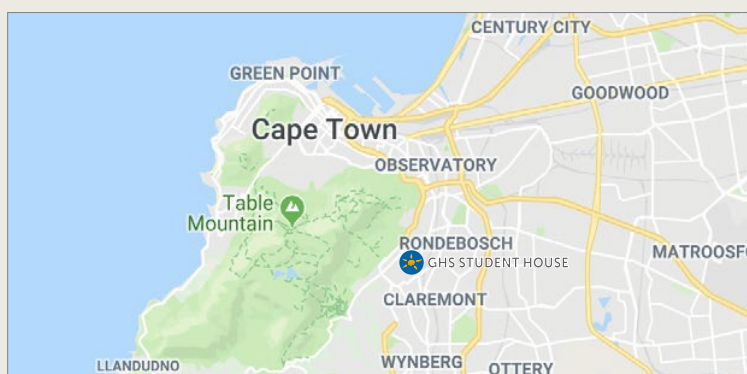 CENTURY CITY
GREEN POINT
GOODWOOD
Cape Town
OBSERVATORY
Table
Mountain
RONDEBOSCH
MATROOSF
GHS STUDENT HOUSE
CLAREMONT
LLANDUDNO
WYNBERG
OTTERY